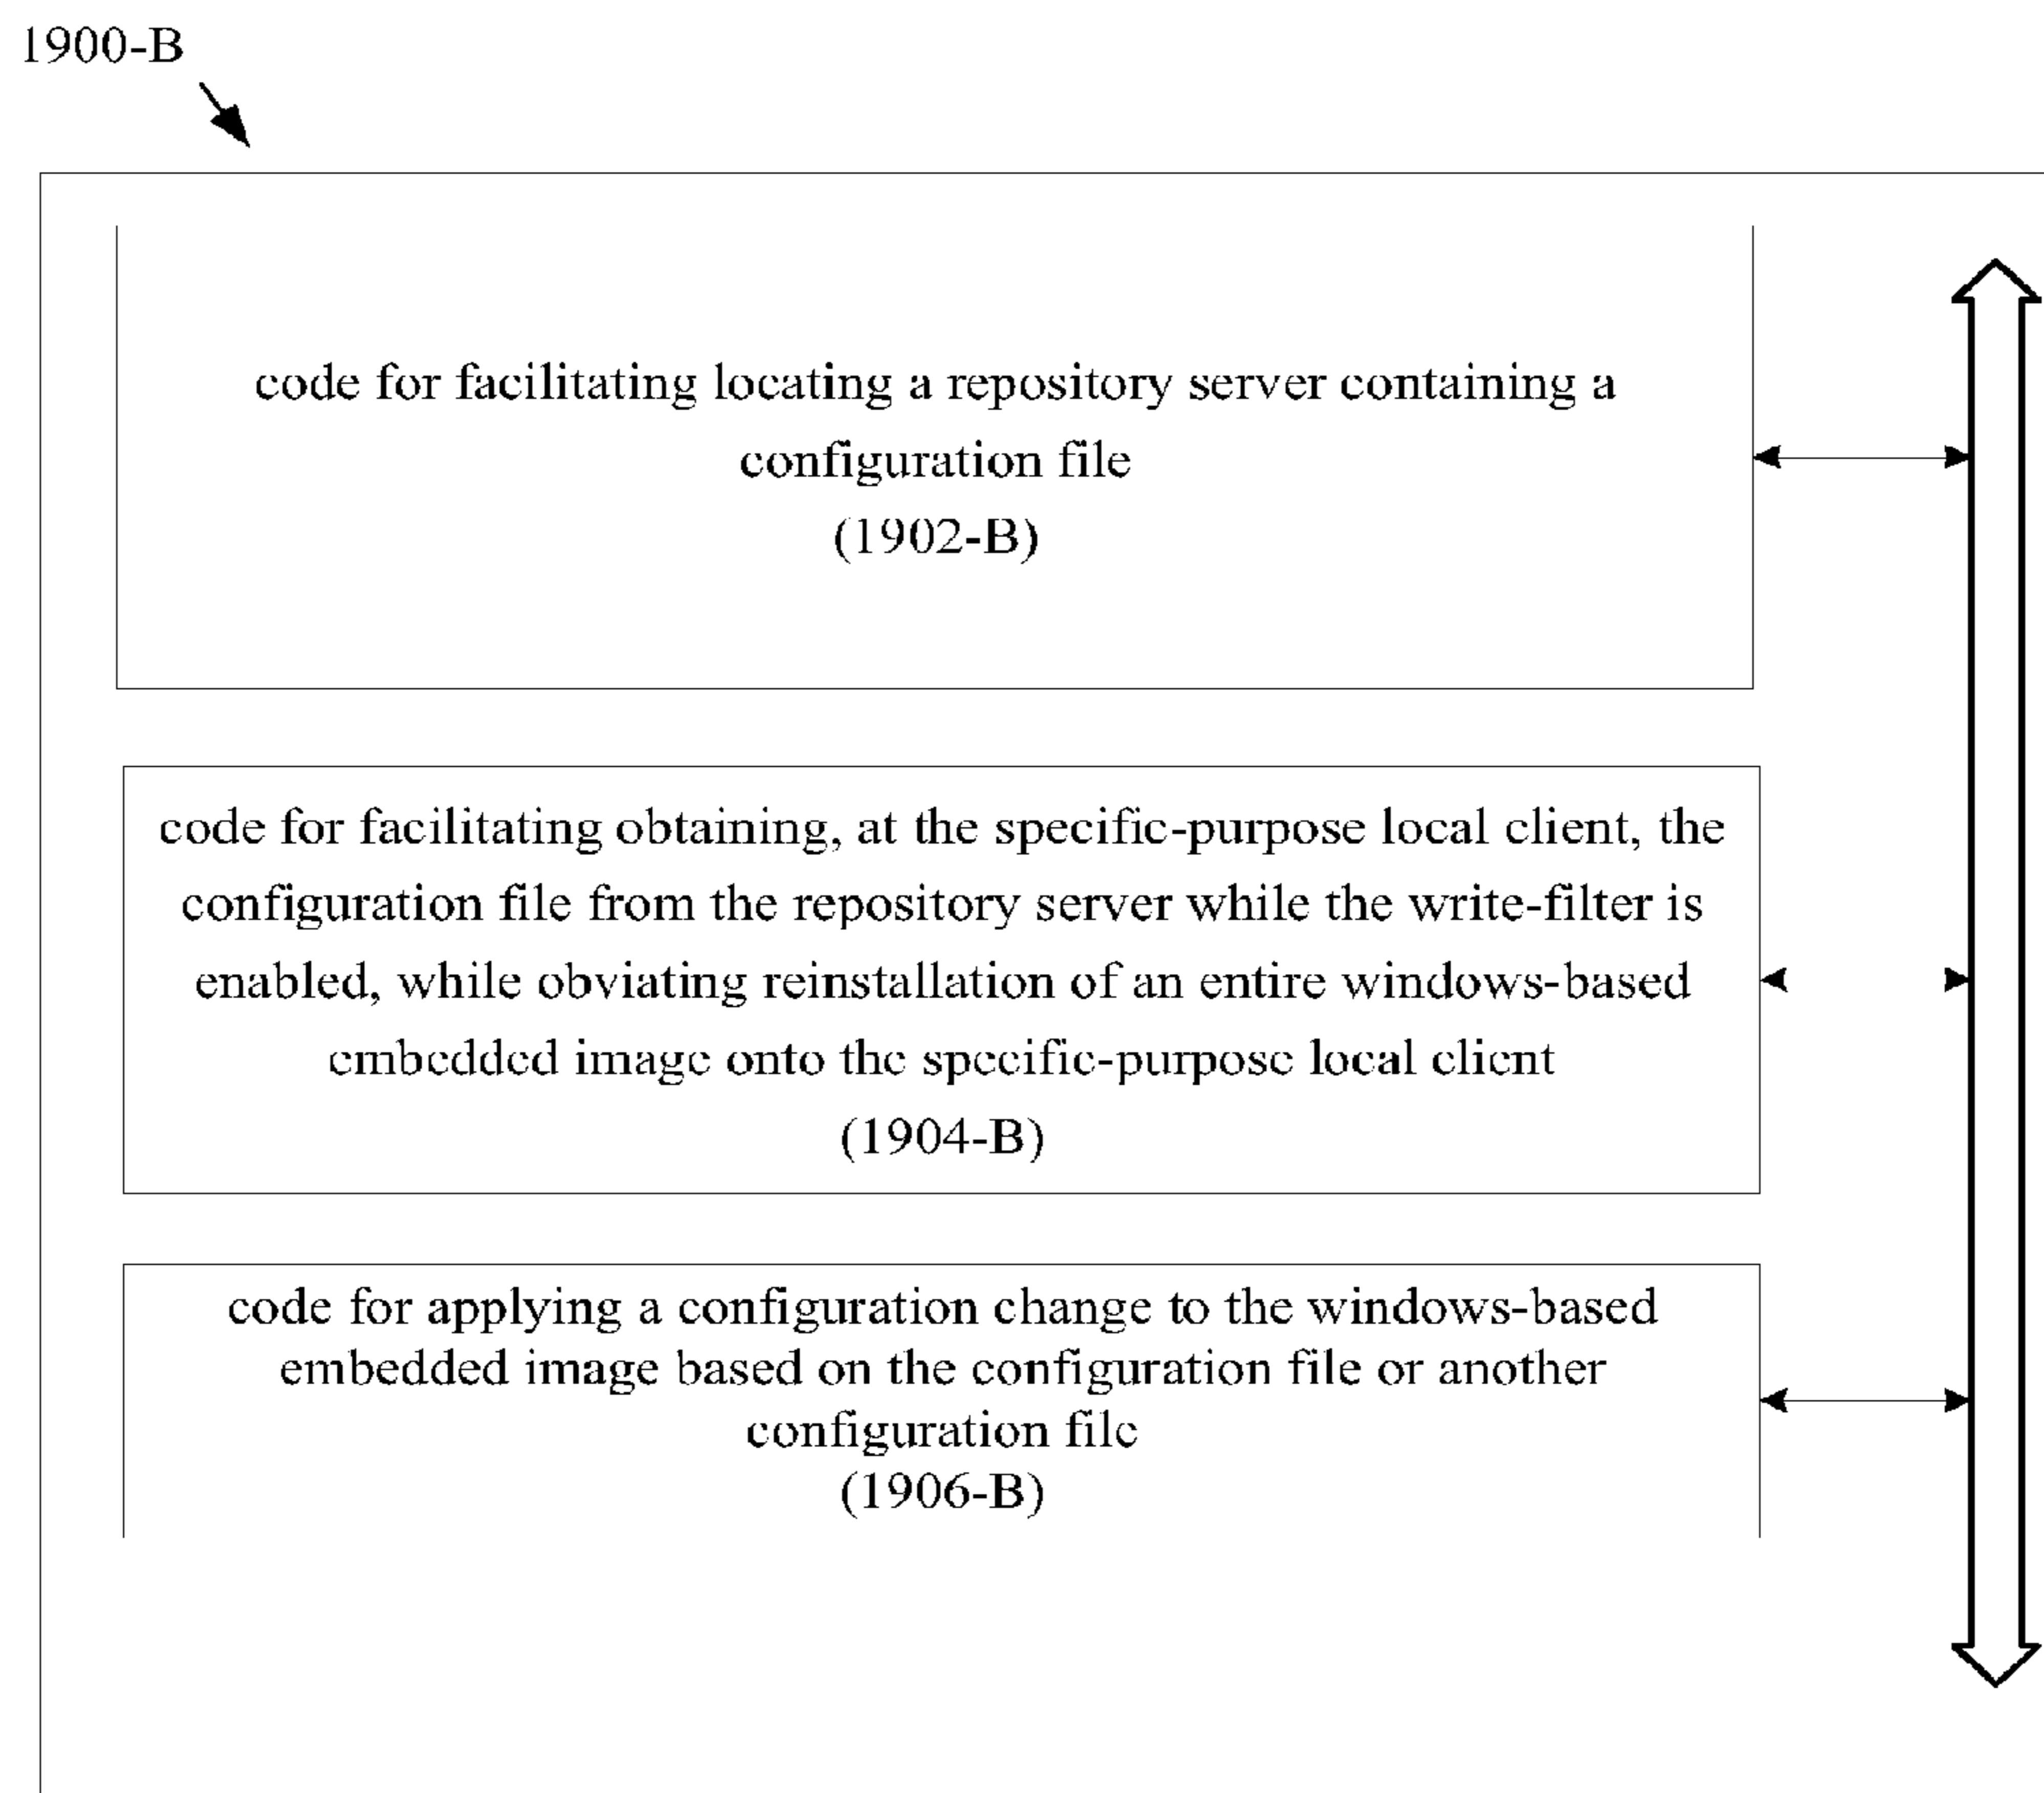 1900-B
code for facilitating locating a repository server containing a
configuration file
(1902-B)
code for facilitating obtaining, at the specific-purpose local client, the
configuration file from the repository server while the write-filter is
enabled, while obviating reinstallation of an entire windows-based
embedded image onto the specific-purpose local client
(1904-B)
code for applying a configuration change to the windows-based
embedded image based on the configuration file or another
configuration file
(1906-B)